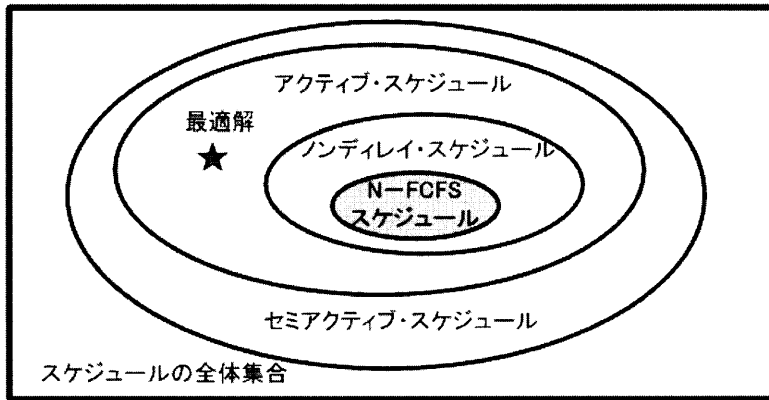 アクティブ・スケジュール
最適解
ノンディレイ・スケジュール
N－FCFS
スケジュール
セミアクティブ・スケジュール
スケジュールの全体集合